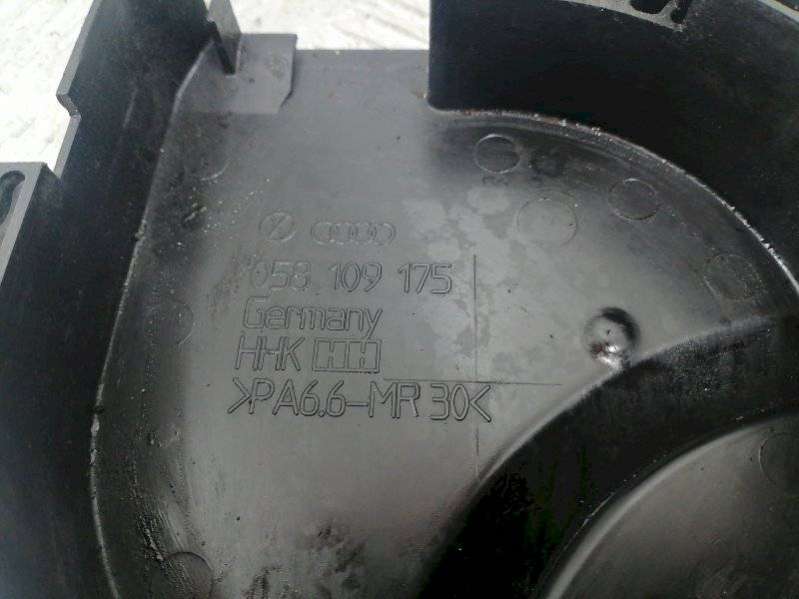 058 109 175
Germany
HHK
>PA6.6-MR 30<